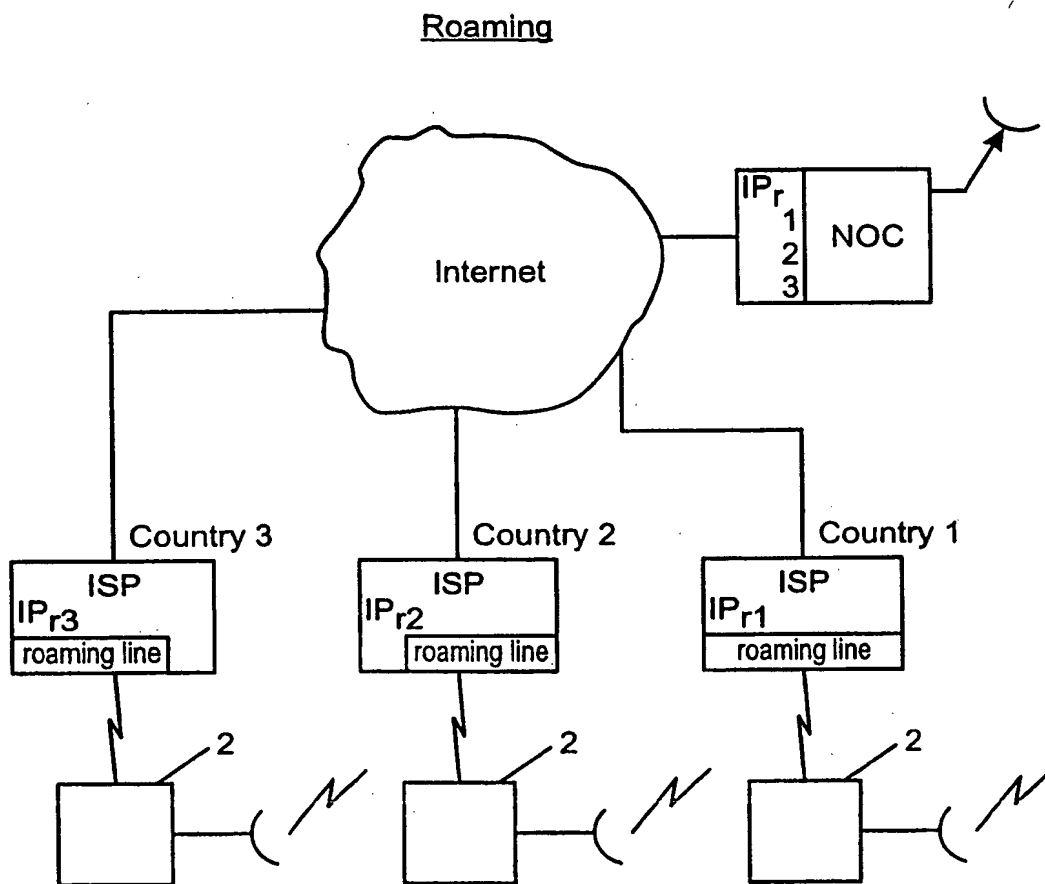 Roaming
IPr
1
2
3
NOC
Internet
Country 3
Country 2
Country 1
ISP
IPr3
roaming line
ISP
IPr2
roaming line
ISP
IPr1
roaming line
2
2
2